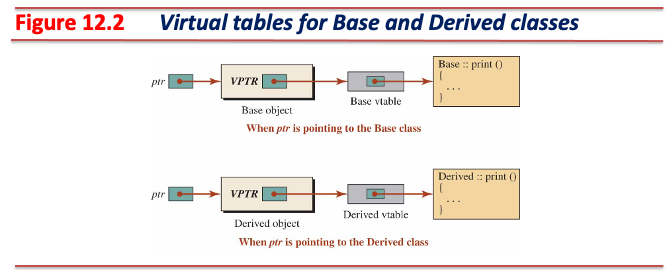 Figure 12.2 Virtual tables for Base and Derived classes
Base :: print ()
{
ptr VPTR
...
}
Base vtable
Base object
When ptr is pointing to the Base class
Derived :: print ()
{
ptr VPTR
...
}
Derived vtable
Derived object
When ptr is pointing to the Derived class